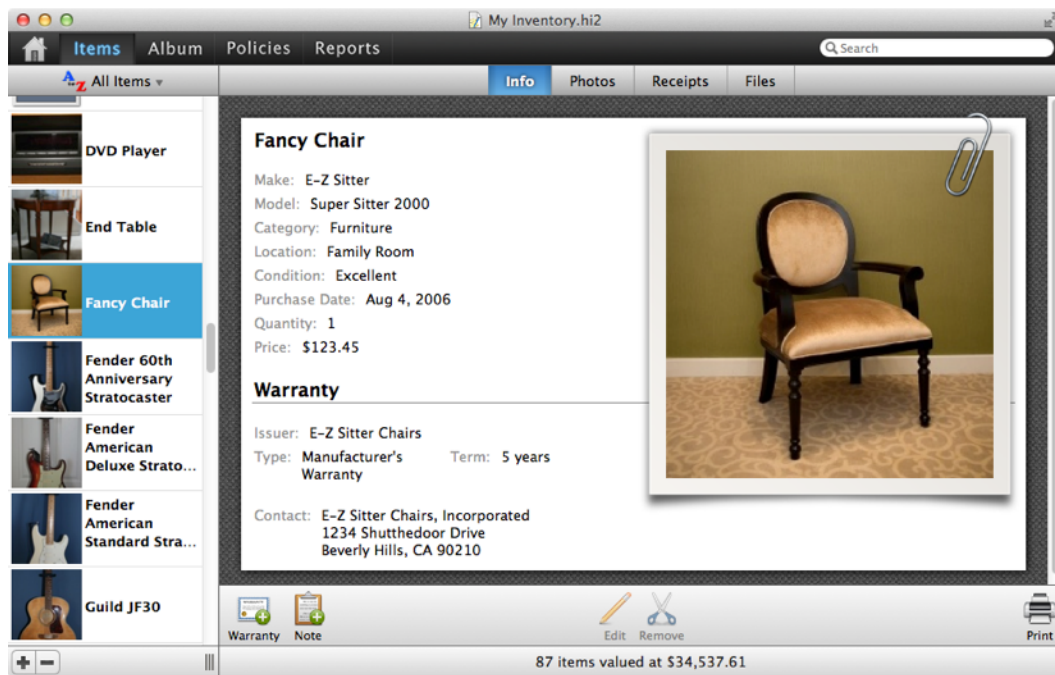 My Inventory.hi2
Items Album Policies Reports
Search
A Z All Items
Info Photos Receipts Files
DVD Player
End Table
Fancy Chair
Fender 60th
Anniversary
Stratocaster
Fender
American
Deluxe Strato...
Fender
American
Standard Stra...
Guild JF30
Fancy Chair
Make: E-Z Sitter
Model: Super Sitter 2000
Category: Furniture
Location: Family Room
Condition: Excellent
Purchase Date: Aug 4, 2006
Quantity: 1
Price: $123.45
Warranty
Issuer: E-Z Sitter Chairs
Type: Manufacturer's Term: 5 years
Warranty
Contact: E-Z Sitter Chairs, Incorporated
1234 Shutthedoor Drive
Beverly Hills, CA 90210
Warranty Note Edit Remove Print
87 items valued at $34,537.61